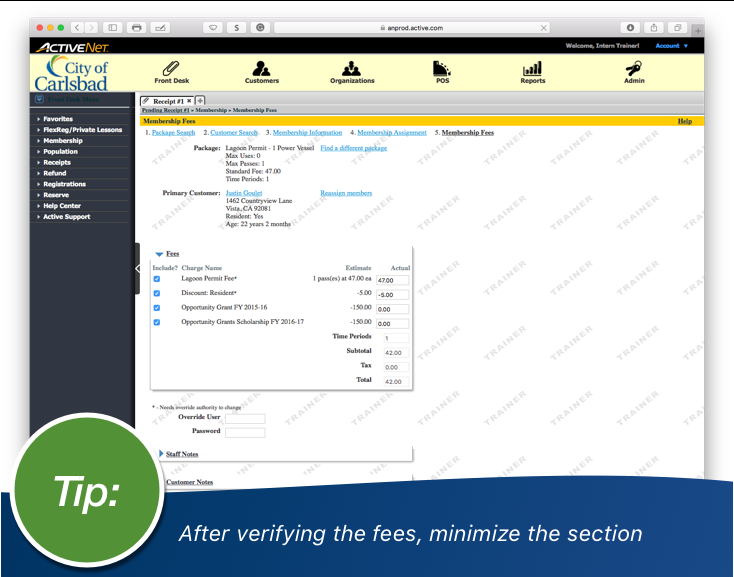 anprod.active.com
ACTIVENet
Welcome, Intern Trainer! Account
City of
Carlsbad
Front Desk Customers Organizations POS Reports Admin
Front Desk Menu
Favorites
FlexReg/Private Lessons
Membership
Population
Receipts
Refund
Registrations
Reserve
Help Center
Active Support
Receipt #1
Pending Receipt #1 » Membership » Membership Fees
Membership Fees Help
1. Package Search 2. Customer Search 3. Membership Information 4. Membership Assignment 5. Membership Fees
Package: Lagoon Permit - 1 Power Vessel Find a different package
Max Uses: 0
Max Passes: 1
Standard Fee: 47.00
Time Periods: 1
Primary Customer: Justin Goulet Reassign members
1462 Countryview Lane
Vista, CA 92081
Resident: Yes
Age: 22 years 2 months
Fees
Include? Charge Name Estimate Actual
Lagoon Permit Fee* 1 pass(es) at 47.00 ea 47.00
Discount: Resident* -5.00 -5.00
Opportunity Grant FY 2015-16 -150.00 0.00
Opportunity Grants Scholarship FY 2016-17 -150.00 0.00
Time Periods 1
Subtotal 42.00
Tax 0.00
Total 42.00
* - Needs override authority to change
Override User
Password
Staff Notes
Customer Notes
TRAINER
Tip:
After verifying the fees, minimize the section